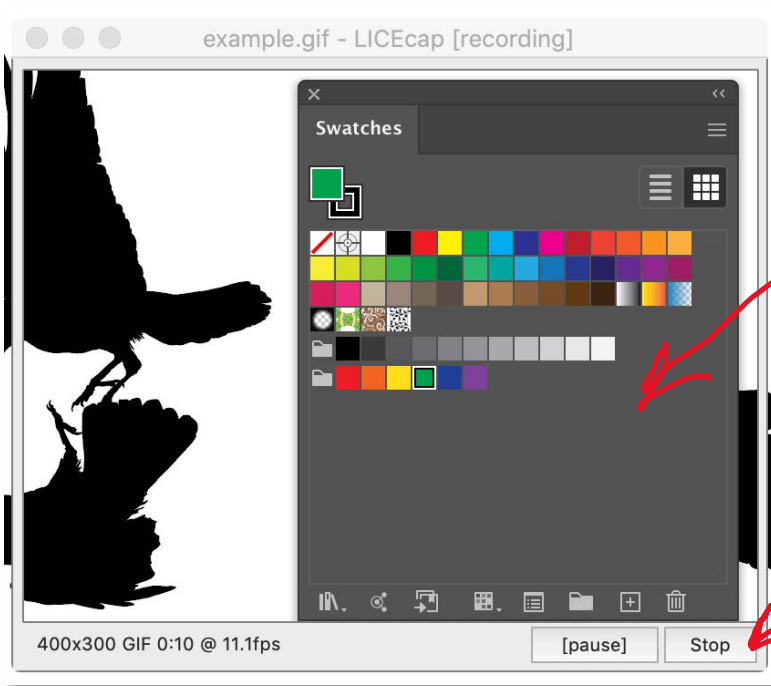 example.gif - LICEcap [recording]
Swatches
400x300 GIF 0:10 @ 11.1fps
[pause]
Stop